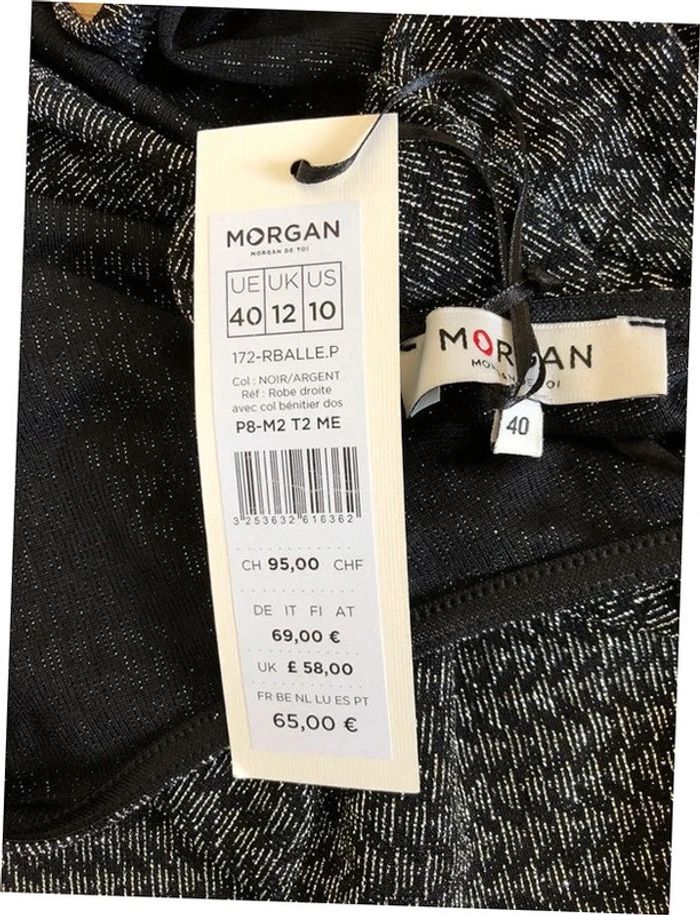 MORGAN
MORGAN DE TOI
UE UK US
40 12 10
172-RBALLE.P
Col : NOIR/ARGENT
Réf : Robe droite
avec col bénitier dos
P8-M2 T2 ME
3 253632 616362
CH 95,00 CHF
DE IT FI AT
69,00 €
UK £ 58,00
FR BE NL LU ES PT
65,00 €
MORGAN
TOI
40